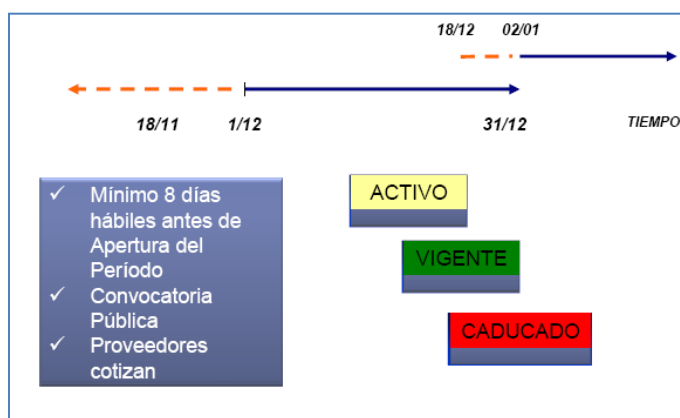 18/12 02/01
18/11 1/12 31/12 TIEMPO
✓ Mínimo 8 días
hábiles antes de
Apertura del
Período
✓ Convocatoria
Pública
✓ Proveedores
cotizan
ACTIVO
VIGENTE
CADUCADO